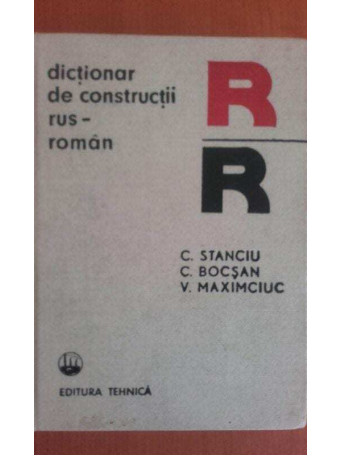 dicționar
de construcții
rus-
român
R
R
C. STANCIU
C. BOCȘAN
V. MAXIMCIUC
EDITURA TEHNICĂ